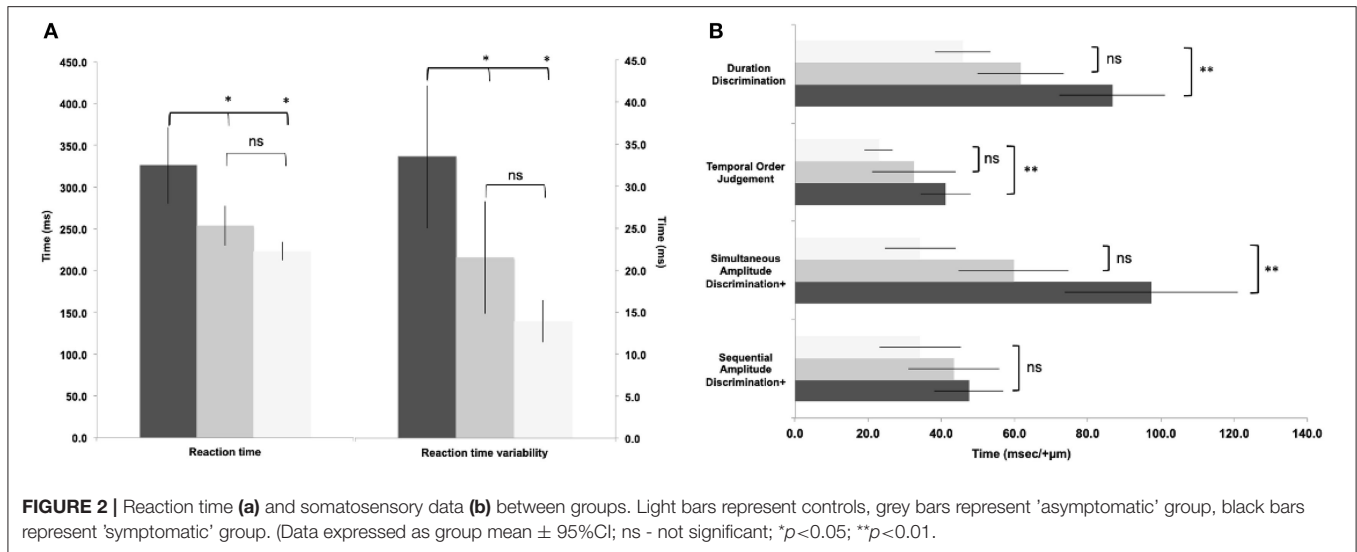 A
450.0
400.0
350.0
300.0
250.0
200.0
150.0
100.0
50.0
0.0
Time (ms)
* *
ns
* *
ns
Reaction time
Reaction time variability
45.0
40.0
35.0
30.0
25.0
20.0
15.0
10.0
5.0
0.0
Time (ms)
B
Duration
Discrimination
ns
**
Temporal Order
Judgement
ns
**
Simultaneous
Amplitude
Discrimination+
ns
**
Sequential
Amplitude
Discrimination+
ns
0.0 20.0 40.0 60.0 80.0 100.0 120.0 140.0
Time (msec/+µm)
FIGURE 2 | Reaction time (a) and somatosensory data (b) between groups. Light bars represent controls, grey bars represent 'asymptomatic' group, black bars
represent 'symptomatic' group. (Data expressed as group mean ± 95%CI; ns - not significant; *p<0.05; **p<0.01.